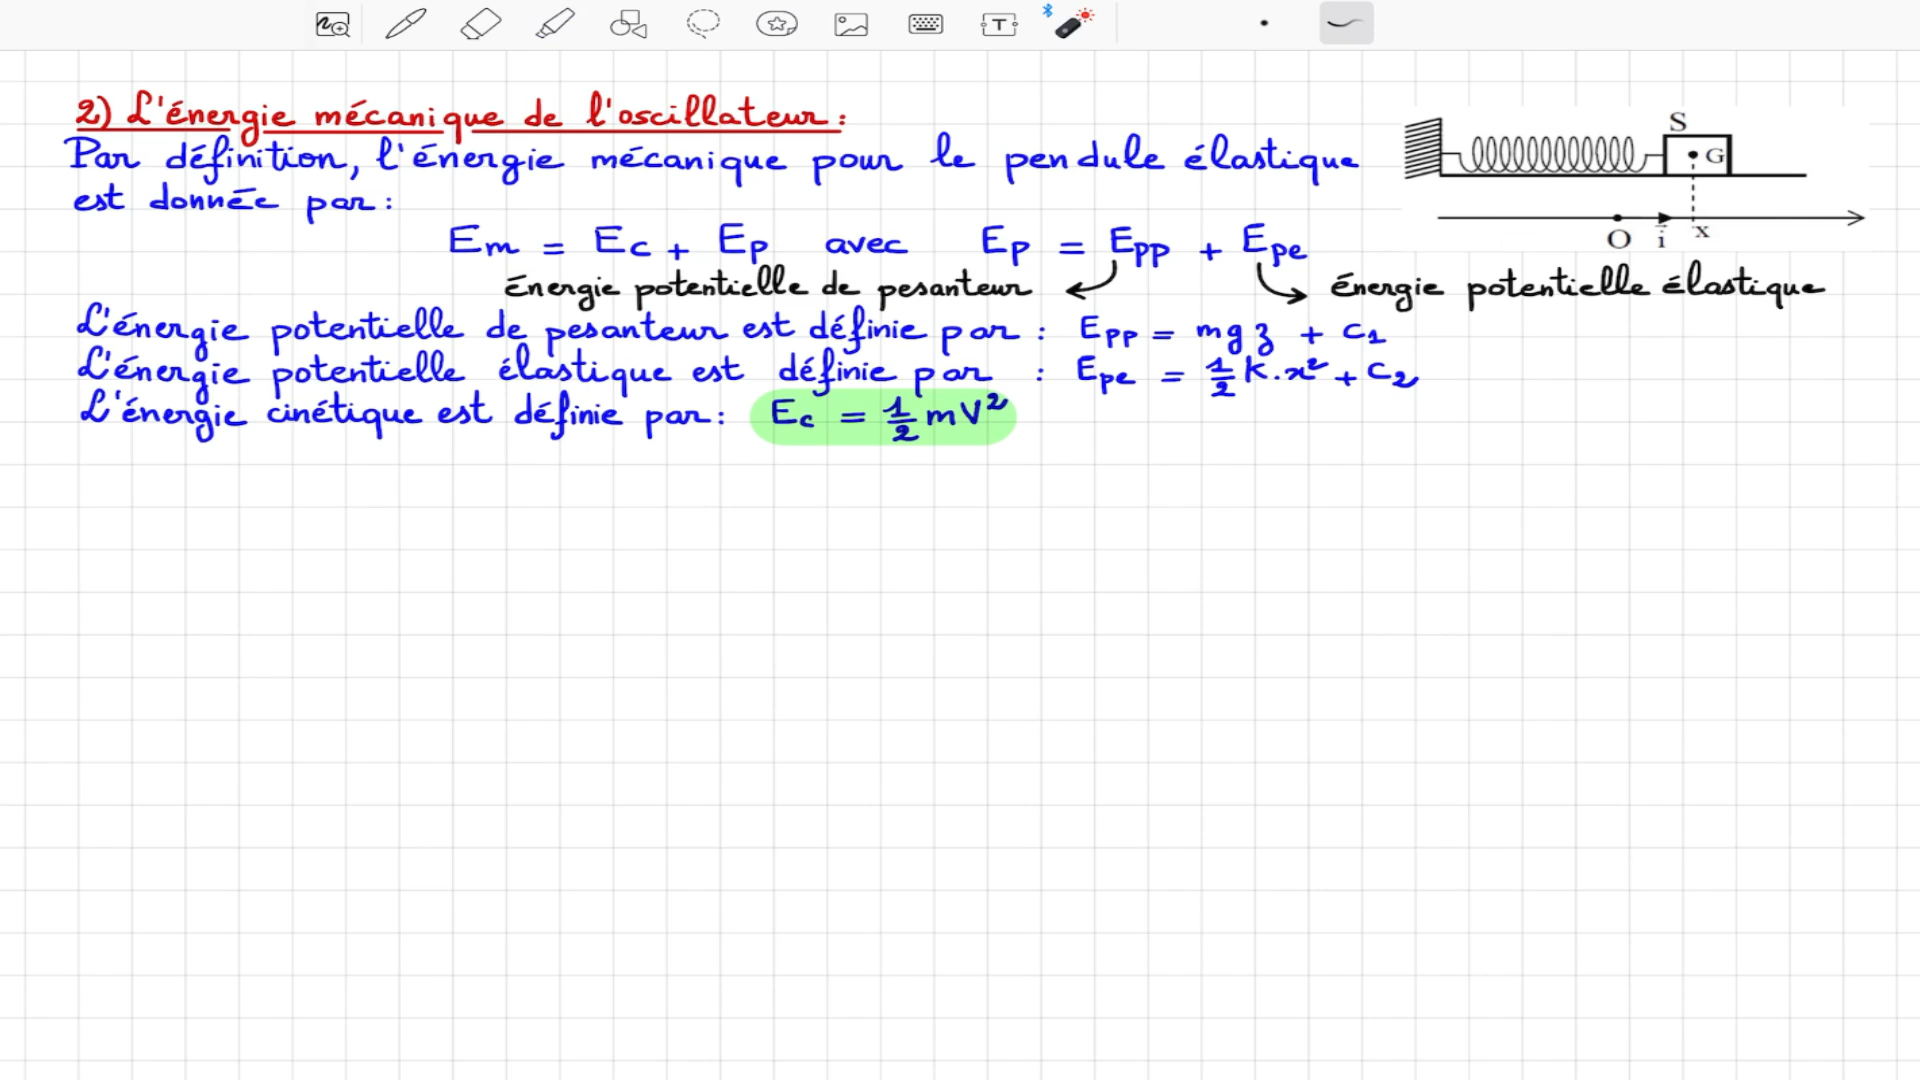 2) L'énergie mécanique de l'oscillateur :
Par définition, l'énergie mécanique pour le pendule élastique
est donnée par :
Em = Ec + Ep avec Ep = Epp + Epe
énergie potentielle de pesanteur ↩ ↪ énergie potentielle élastique
L'énergie potentielle de pesanteur est définie par : Epp = mgz + c₁
L'énergie potentielle élastique est définie par : Epe = ½ K.x² + C₂
L'énergie cinétique est définie par : Ec = ½ mV²
S
G
O i x
T